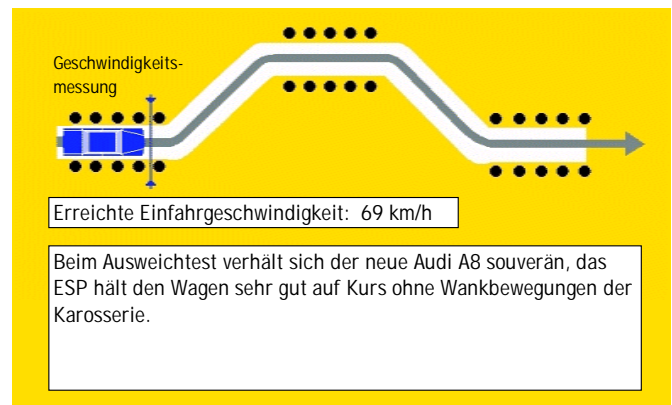 Geschwindigkeits-
messung
Erreichte Einfahrgeschwindigkeit: 69 km/h
Beim Ausweichtest verhält sich der neue Audi A8 souverän, das
ESP hält den Wagen sehr gut auf Kurs ohne Wankbewegungen der
Karosserie.